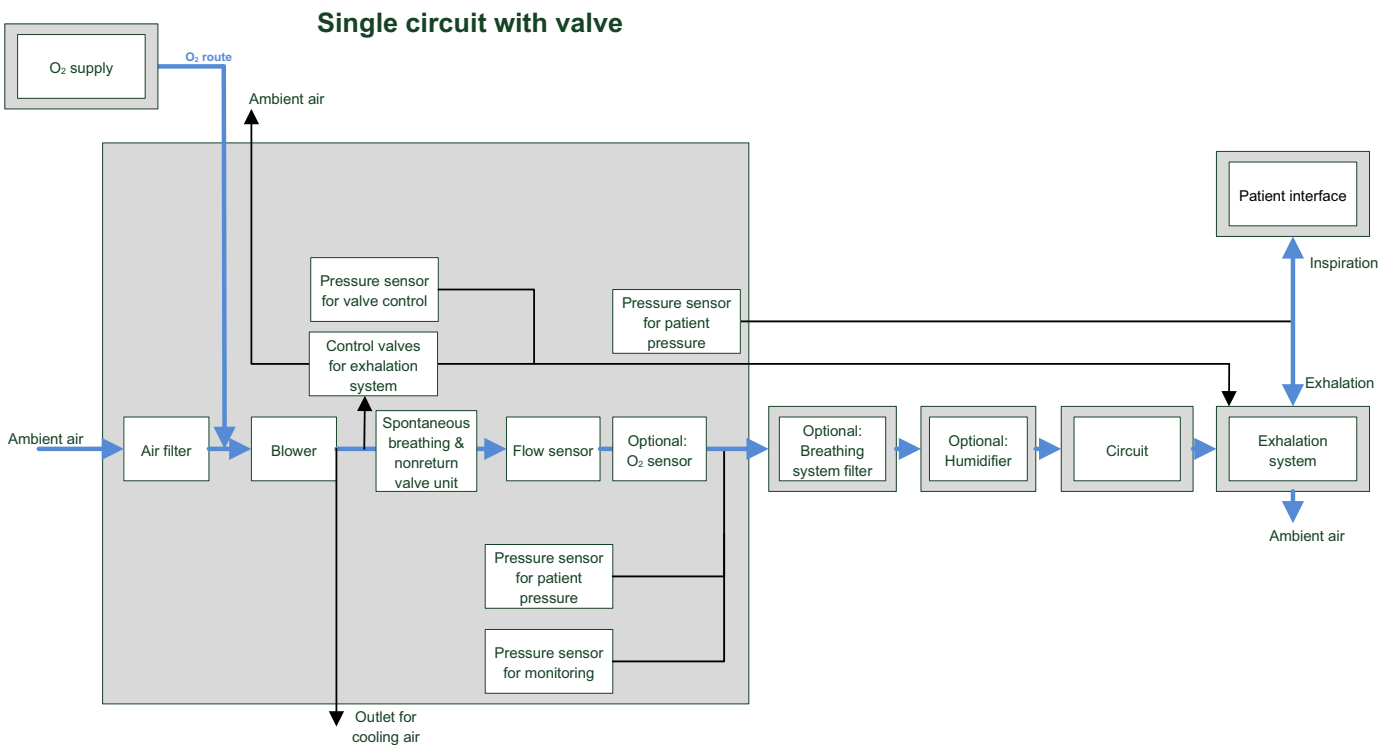 Single circuit with valve
O₂ supply
O₂ route
Ambient air
Patient interface
Inspiration
Pressure sensor
for valve control
Pressure sensor
for patient
pressure
Control valves
for exhalation
system
Exhalation
Ambient air
Air filter
Blower
Spontaneous
breathing &
nonreturn
valve unit
Flow sensor
Optional:
O₂ sensor
Optional:
Breathing
system filter
Optional:
Humidifier
Circuit
Exhalation
system
Ambient air
Pressure sensor
for patient
pressure
Pressure sensor
for monitoring
Outlet for
cooling air